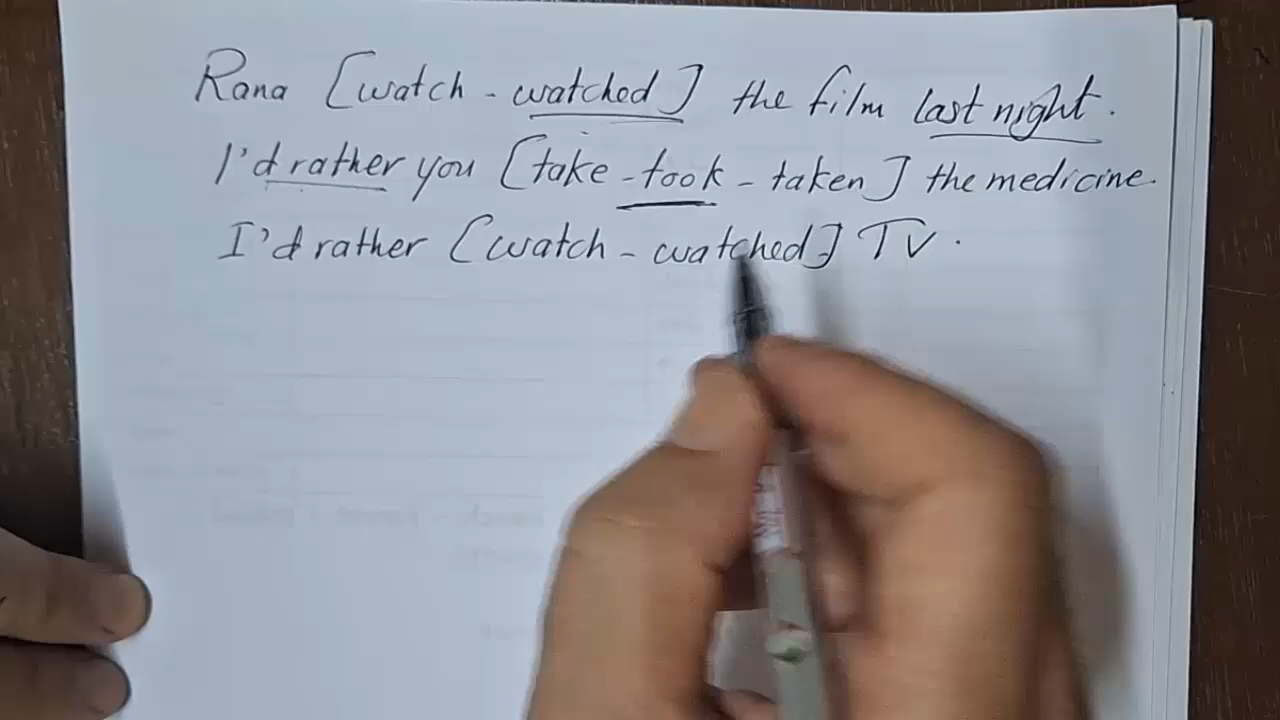 Rana [watch - watched] the film last night.
I'd rather you [take - took - taken] the medicine.
I'd rather [watch - watched] TV.